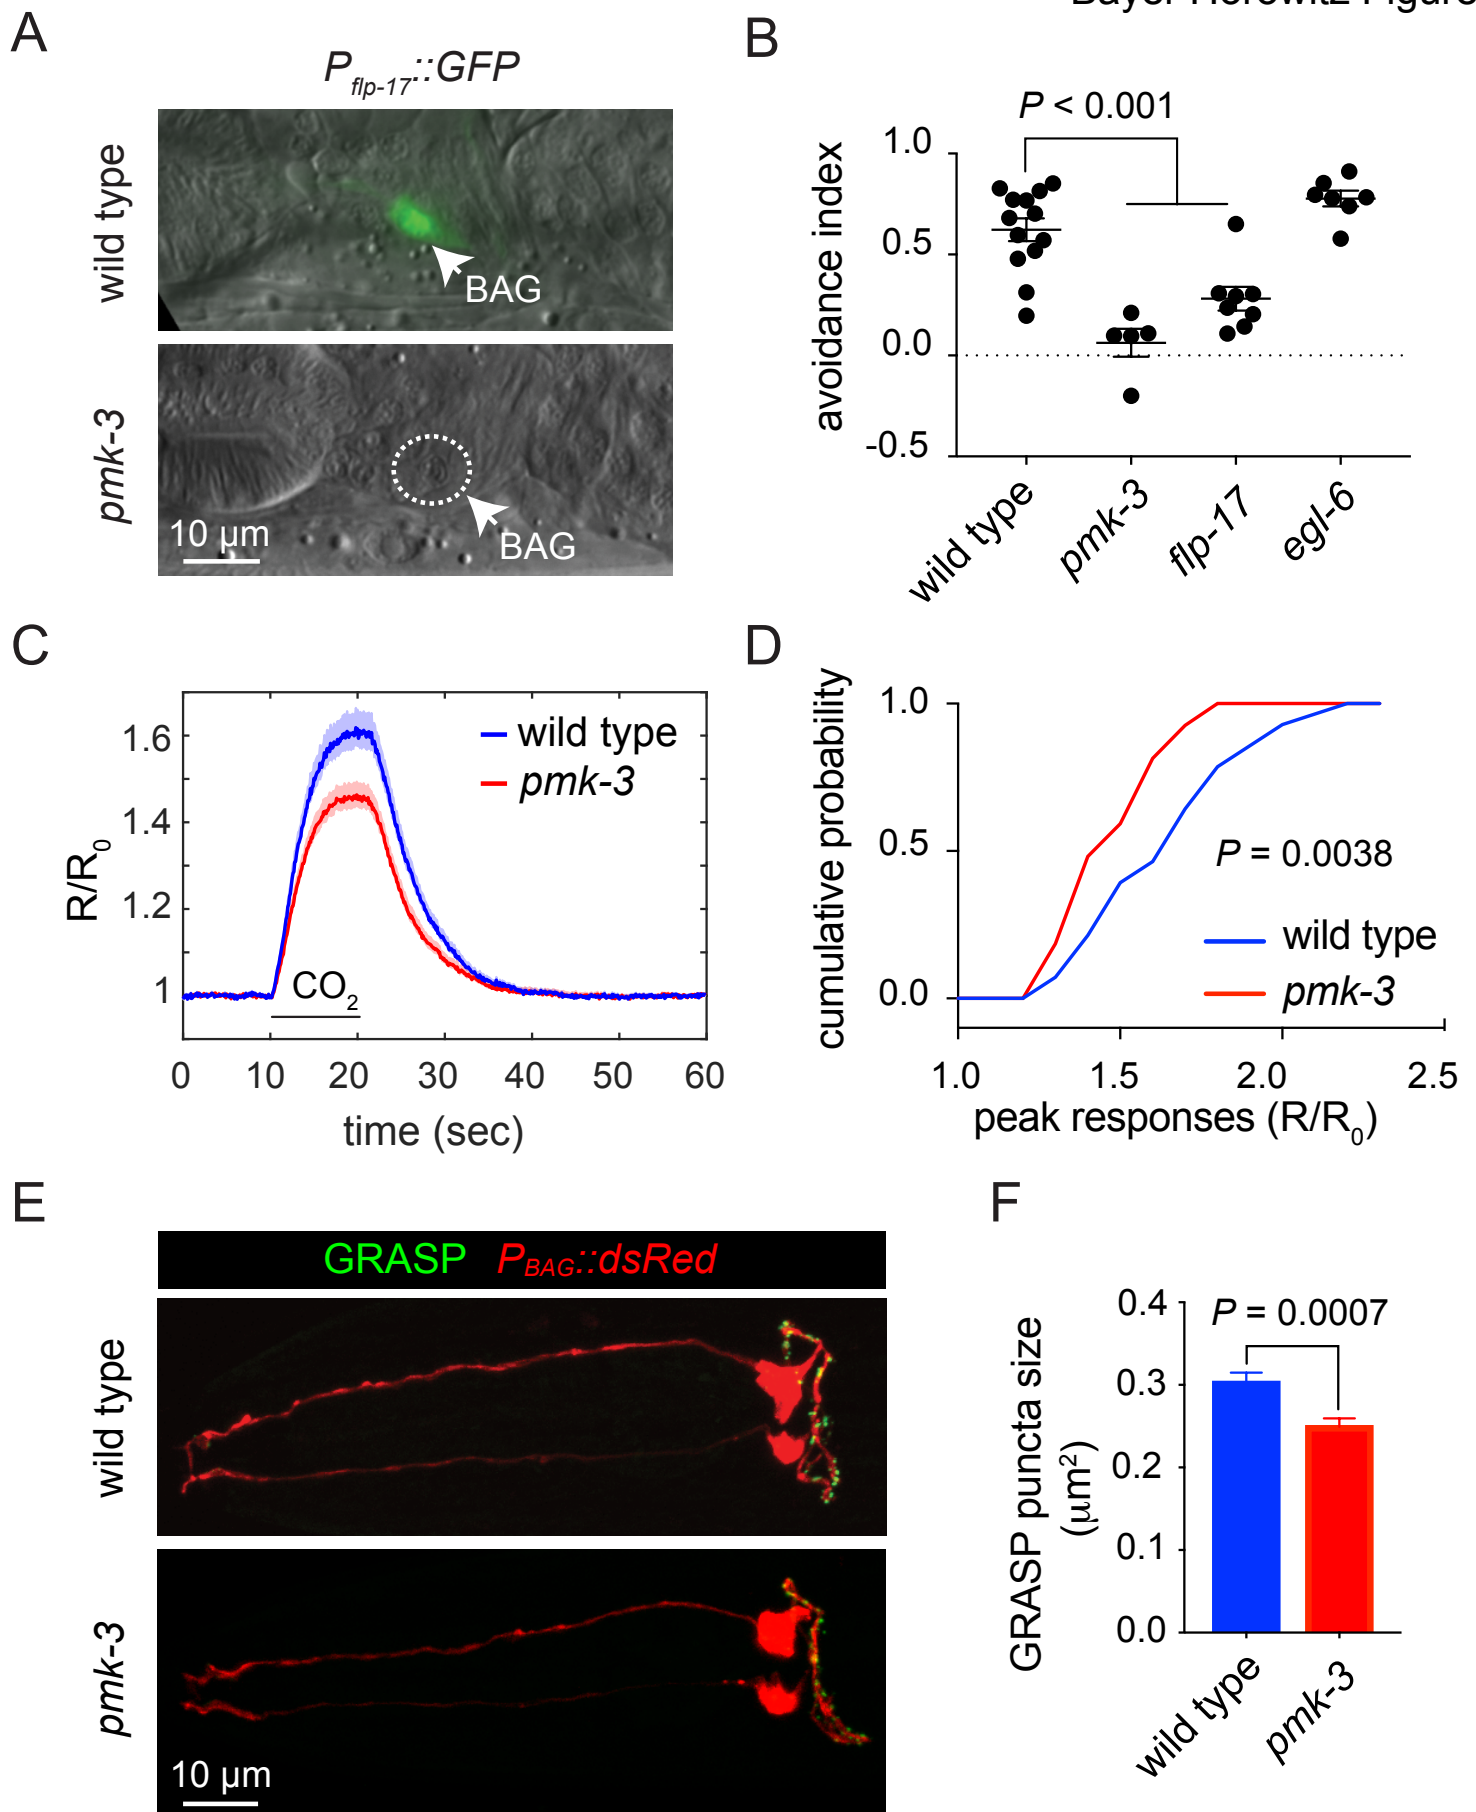 Bayer Horowitz Figure
A
P flp-17::GFP
wild type
BAG
pmk-3
10 µm
BAG
B
P < 0.001
avoidance index
1.0
0.5
0.0
-0.5
wild type
pmk-3
flp-17
egl-6
C
R/R0
1.6
1.4
1.2
1
wild type
pmk-3
CO2
0 10 20 30 40 50 60
time (sec)
D
cumulative probability
1.0
0.5
0.0
P = 0.0038
wild type
pmk-3
1.0 1.5 2.0 2.5
peak responses (R/R0)
E
GRASP PBAG::dsRed
wild type
pmk-3
10 µm
F
GRASP puncta size
(µm2)
0.4
0.3
0.2
0.1
0.0
P = 0.0007
wild type
pmk-3